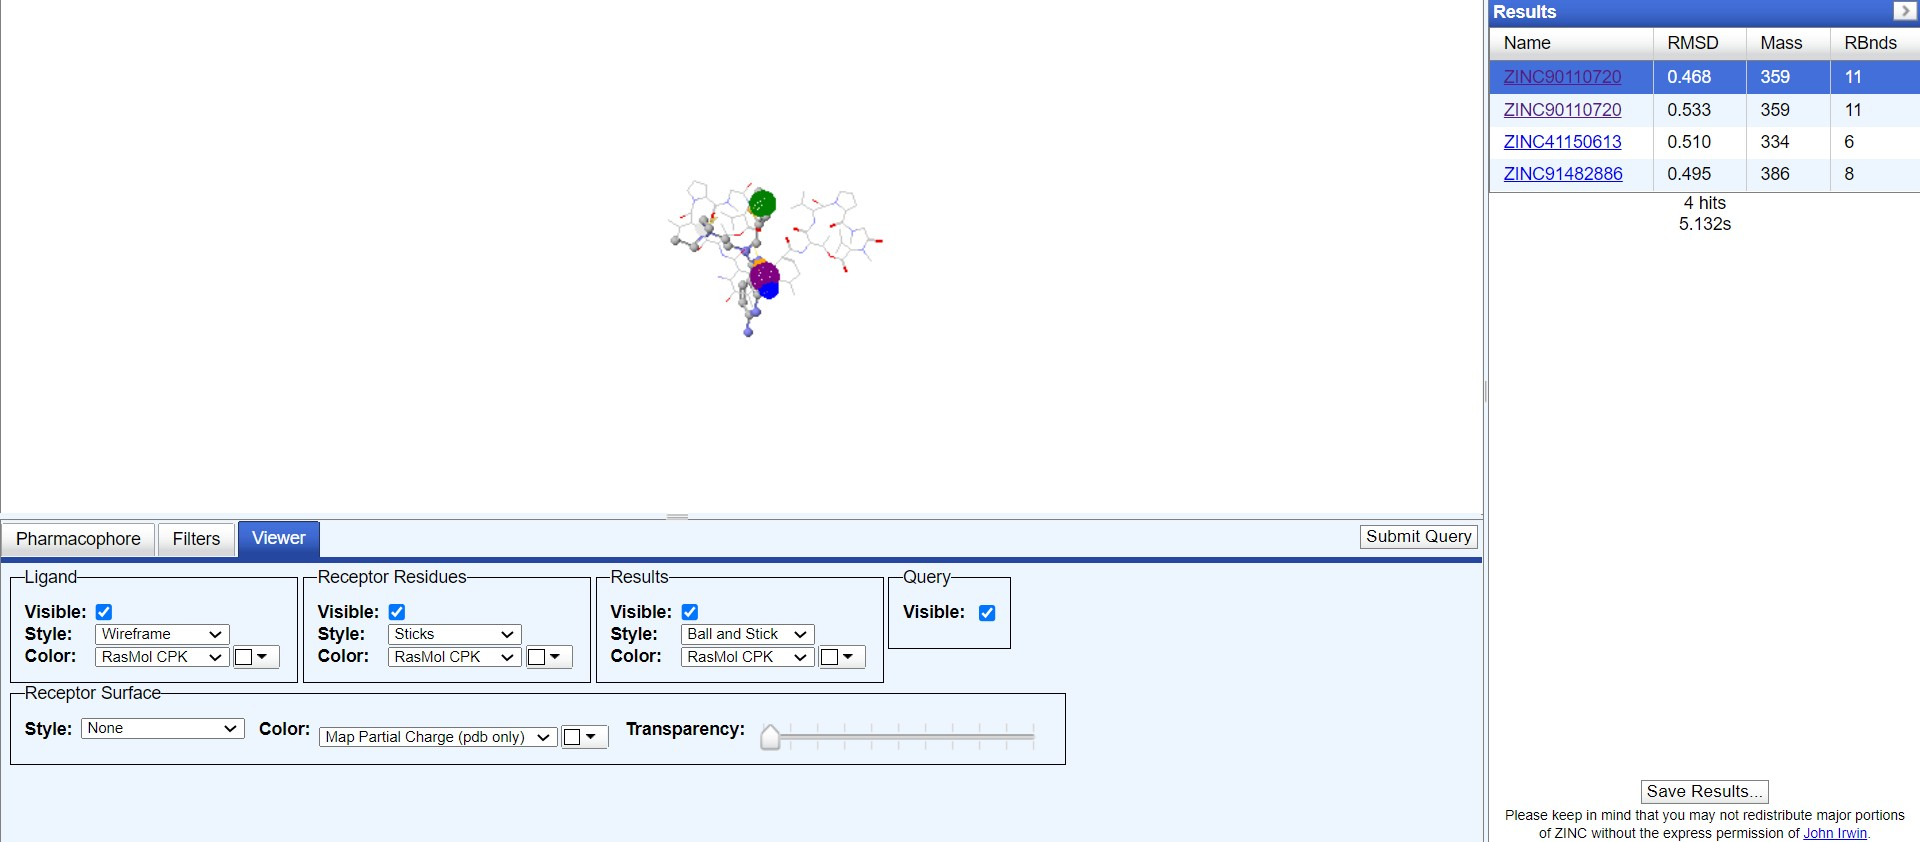 Results
Name RMSD Mass RBnds
ZINC90110720 0.468 359 11
ZINC90110720 0.533 359 11
ZINC41150613 0.510 334 6
ZINC91482886 0.495 386 8
4 hits
5.132s
Pharmacophore Filters Viewer Submit Query
Ligand Receptor Residues Results Query
Visible: Visible: Visible: Visible:
Style: Wireframe Style: Sticks Style: Ball and Stick
Color: RasMol CPK Color: RasMol CPK Color: RasMol CPK
Receptor Surface
Style: None Color: Map Partial Charge (pdb only) Transparency:
Save Results...
Please keep in mind that you may not redistribute major portions
of ZINC without the express permission of John Irwin.